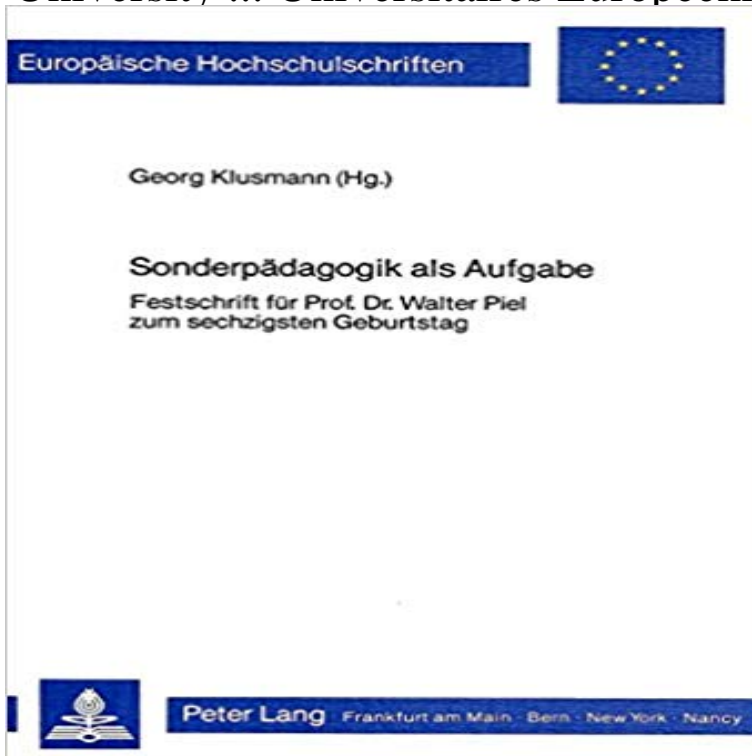 Europäische Hochschulschriften
Georg Klusmann (Hg.)
Sonderpädagogik als Aufgabe
Festschrift für Prof. Dr. Walter Piel
zum sechzigsten Geburtstag
Peter Lang Frankfurt am Main · Bern · New York · Nancy